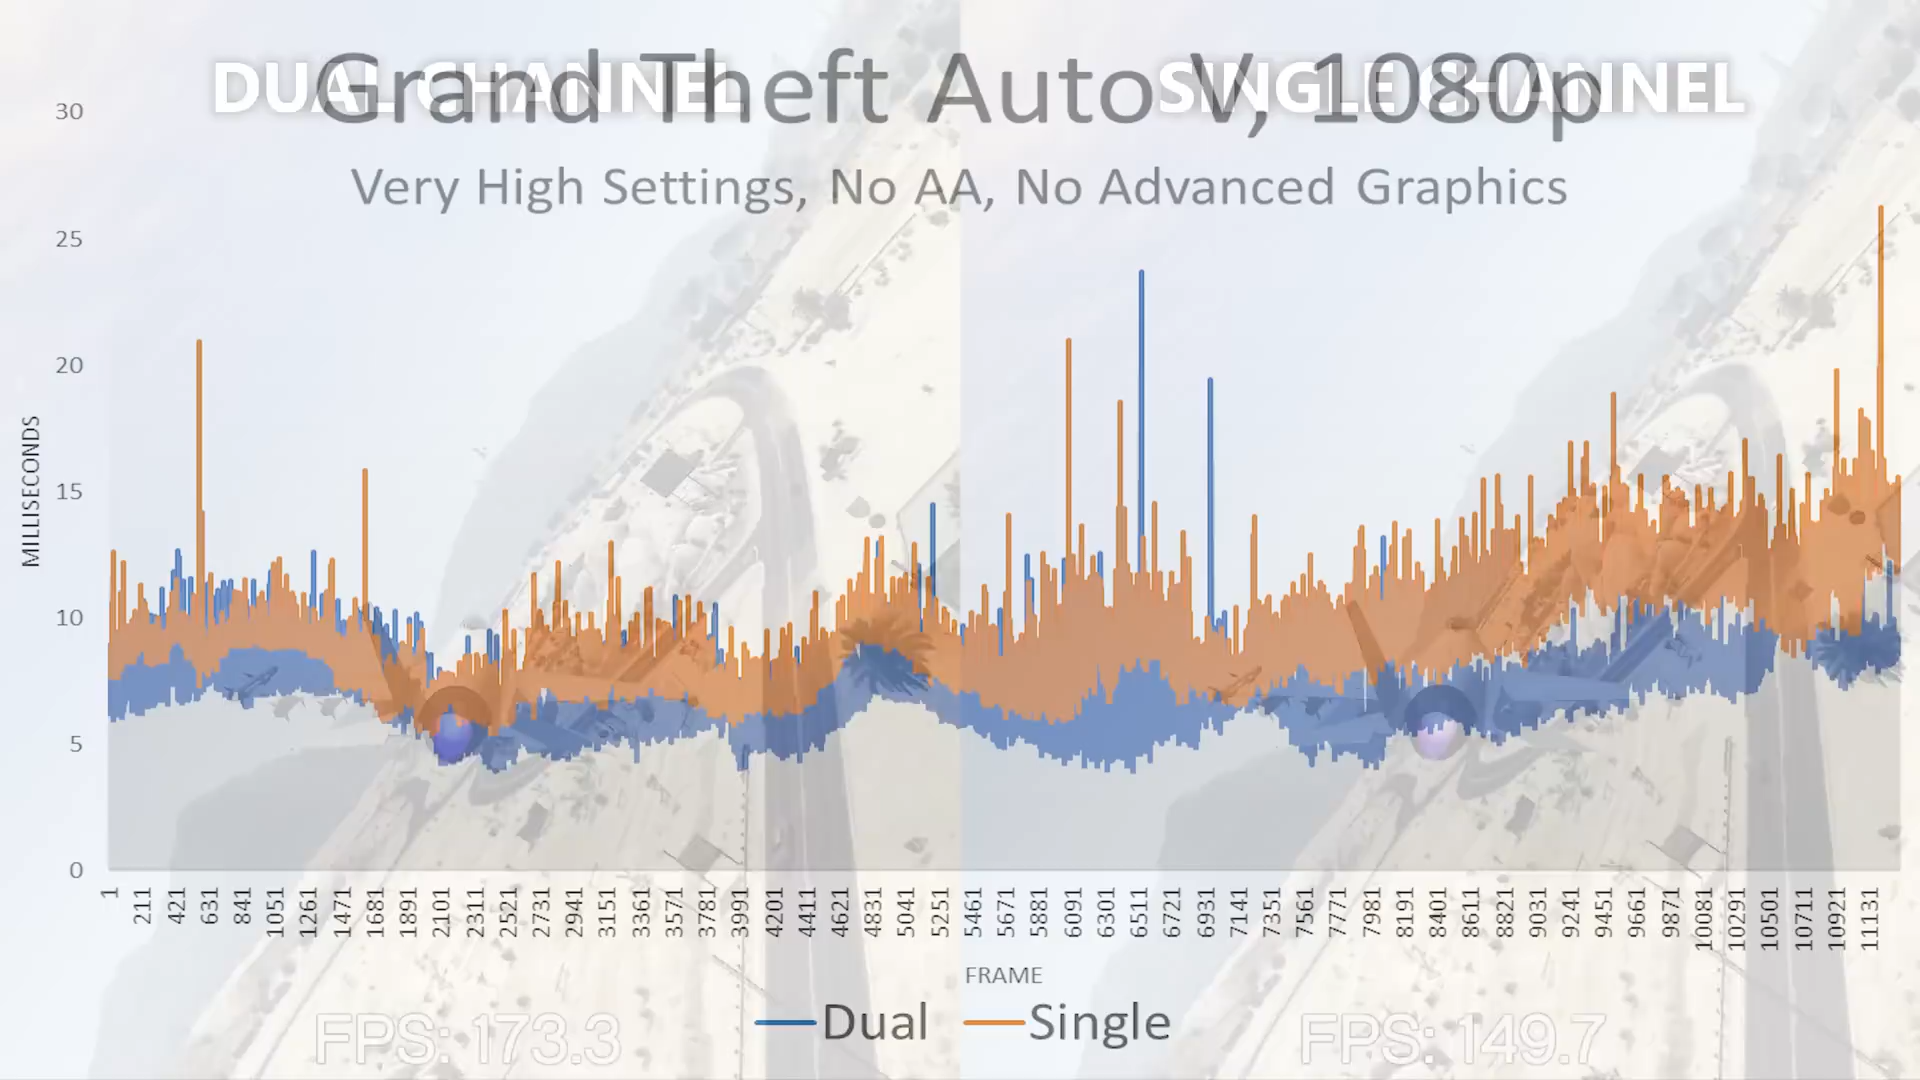 DUAL CHANNEL
SINGLE CHANNEL
Grand Theft Auto V, 1080p
Very High Settings, No AA, No Advanced Graphics
30
25
20
15
10
5
0
MILLISECONDS
1 211 421 631 841 1051 1261 1471 1681 1891 2101 2311 2521 2731 2941 3151 3361 3571 3781 3991 4201 4411 4621 4831 5041 5251 5461 5671 5881 6091 6301 6511 6721 6931 7141 7351 7561 7771 7981 8191 8401 8611 8821 9031 9241 9451 9661 9871 10081 10291 10501 10711 10921 11131
FRAME
Dual Single
FPS: 173.3
FPS: 149.7